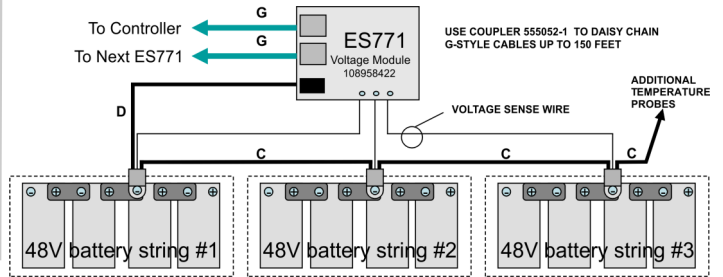 G
To Controller
G
To Next ES771
ES771
Voltage Module
108958422
USE COUPLER 555052-1 TO DAISY CHAIN
G-STYLE CABLES UP TO 150 FEET
ADDITIONAL
TEMPERATURE
PROBES
D
VOLTAGE SENSE WIRE
C
C
C
48V battery string #1
48V battery string #2
48V battery string #3